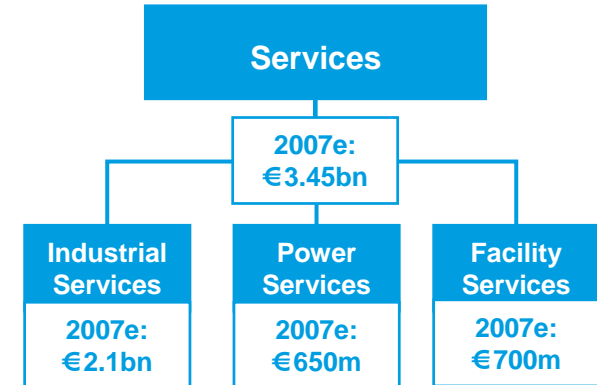 Services
2007e:
€3.45bn
Industrial
Services
2007e:
€2.1bn
Power
Services
2007e:
€650m
Facility
Services
2007e:
€700m